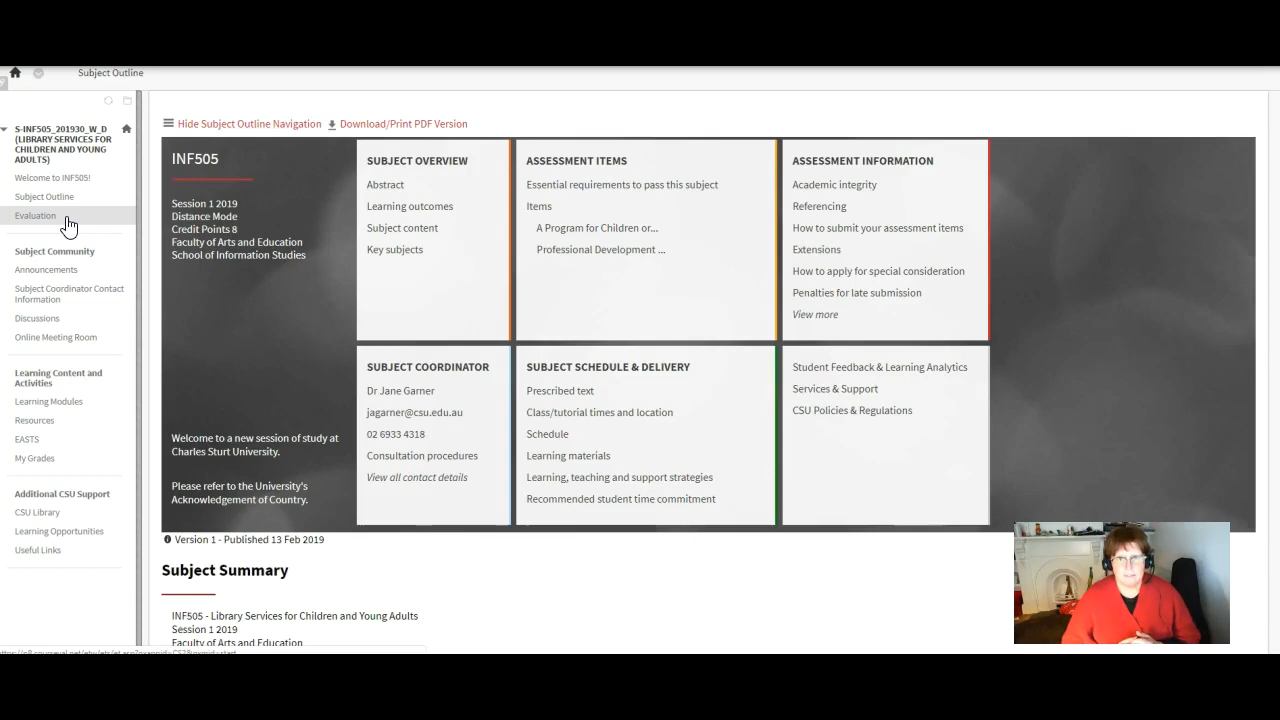 Subject Outline
S-INF505_201930_W_D
(LIBRARY SERVICES FOR
CHILDREN AND YOUNG
ADULTS)
Welcome to INF505!
Subject Outline
Evaluation
Subject Community
Announcements
Subject Coordinator Contact
Information
Discussions
Online Meeting Room
Learning Content and
Activities
Learning Modules
Resources
EASTS
My Grades
Additional CSU Support
CSU Library
Learning Opportunities
Useful Links
Hide Subject Outline Navigation
Download/Print PDF Version
INF505
Session 1 2019
Distance Mode
Credit Points 8
Faculty of Arts and Education
School of Information Studies
Welcome to a new session of study at
Charles Sturt University.
Please refer to the University's
Acknowledgement of Country.
SUBJECT OVERVIEW
Abstract
Learning outcomes
Subject content
Key subjects
ASSESSMENT ITEMS
Essential requirements to pass this subject
Items
A Program for Children or...
Professional Development ...
ASSESSMENT INFORMATION
Academic integrity
Referencing
How to submit your assessment items
Extensions
How to apply for special consideration
Penalties for late submission
View more
SUBJECT COORDINATOR
Dr Jane Garner
jagarner@csu.edu.au
02 6933 4318
Consultation procedures
View all contact details
SUBJECT SCHEDULE & DELIVERY
Prescribed text
Class/tutorial times and location
Schedule
Learning materials
Learning, teaching and support strategies
Recommended student time commitment
Student Feedback & Learning Analytics
Services & Support
CSU Policies & Regulations
Version 1 - Published 13 Feb 2019
Subject Summary
INF505 - Library Services for Children and Young Adults
Session 1 2019
Faculty of Arts and Education